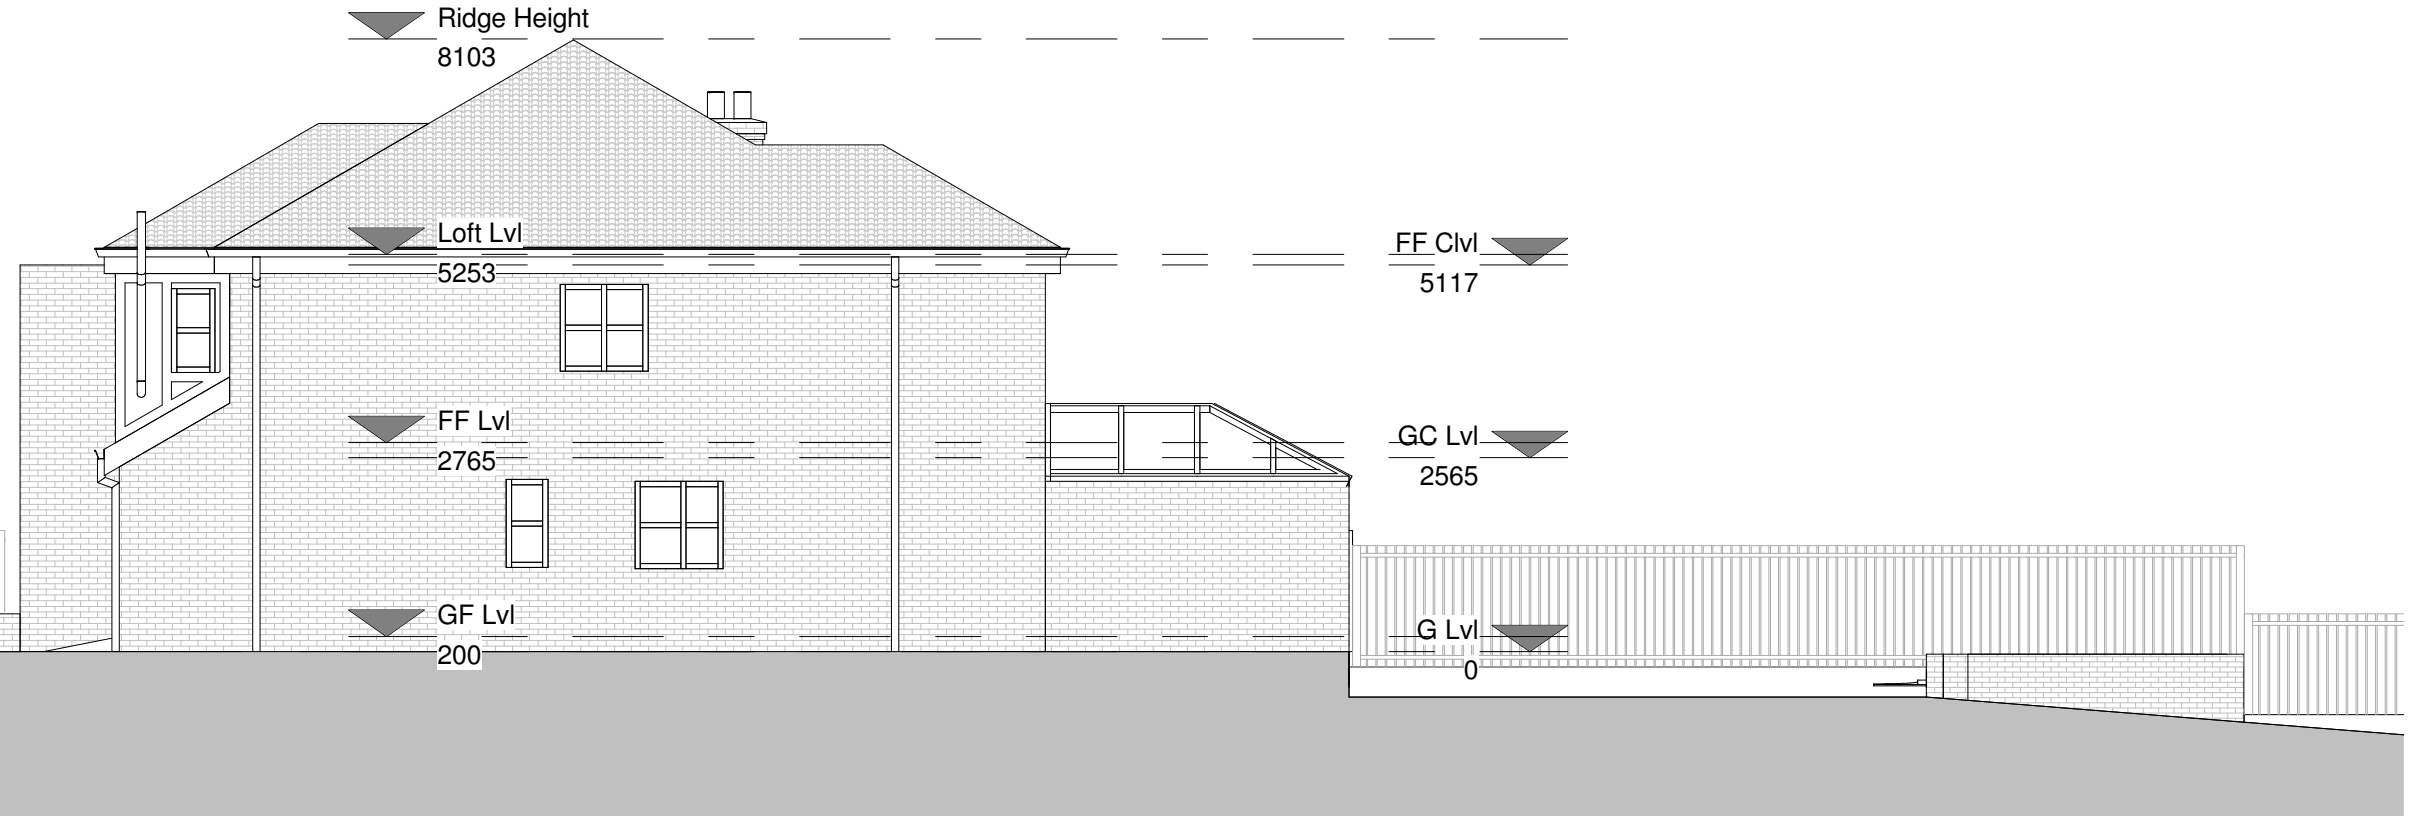 Ridge Height
8103
Loft Lvl
5253
FF Clvl
5117
FF Lvl
2765
GC Lvl
2565
GF Lvl
200
G Lvl
0